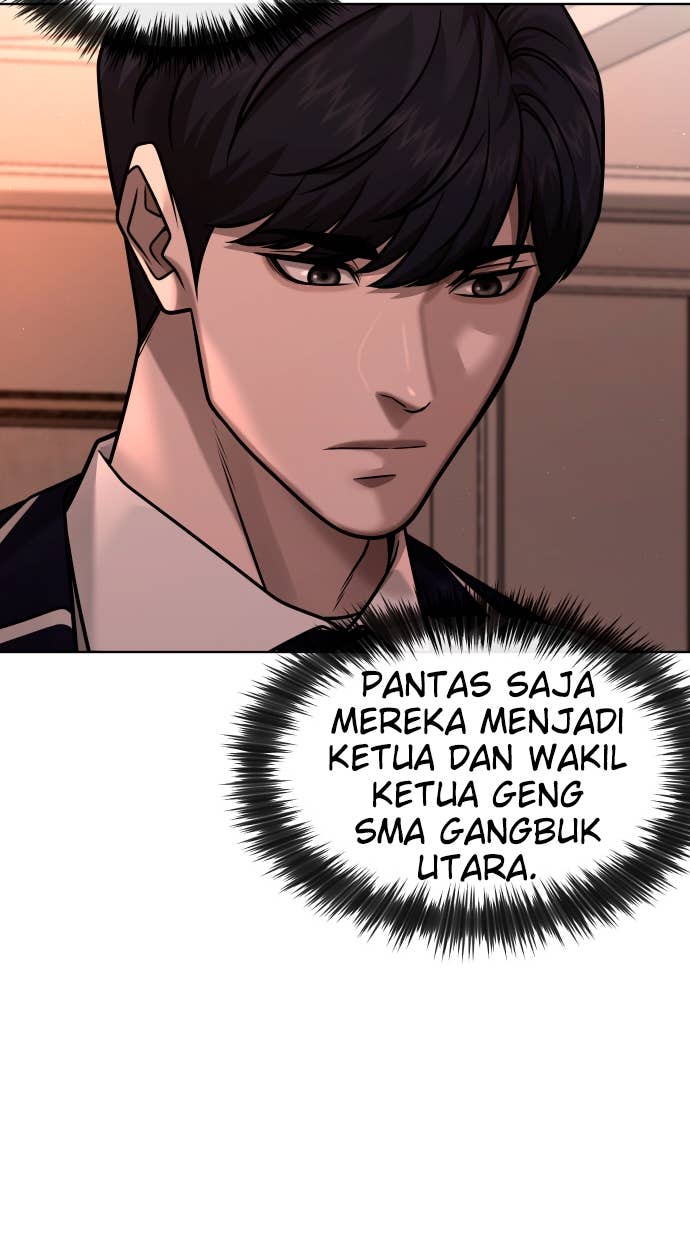 PANTAS SAJA
MEREKA MENJADI
KETUA DAN WAKIL
KETUA GENG
SMA GANGBUK
UTARA.